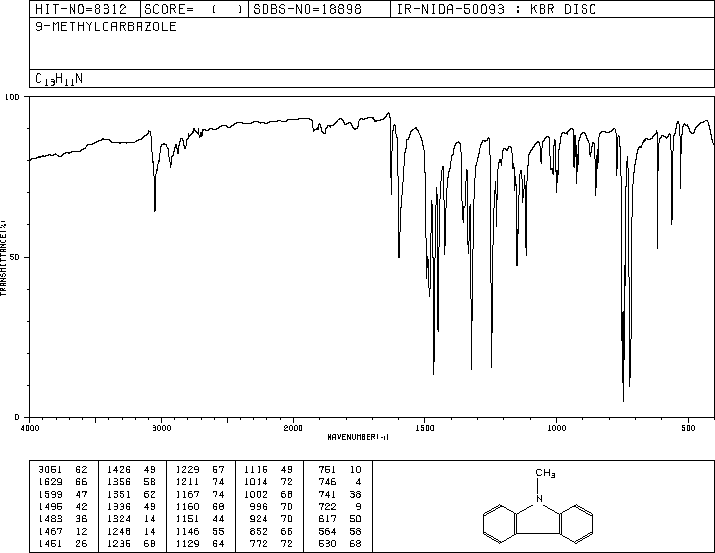 HIT-NO=8312 SCORE= ( ) SDBS-NO=18898 IR-NIDA-50093 : KBR DISC
9-METHYLCARBAZOLE
C13H11N
100
50
0
TRANSMITTANCE(%)
4000 3000 2000 1500 1000 500
WAVENUMBER(-1)
3051 62 1426 49 1229 57 1116 49 751 10
1629 66 1356 58 1211 74 1014 72 746 4
1599 47 1351 62 1167 74 1002 68 741 38
1495 42 1336 49 1160 68 996 70 722 9
1483 36 1324 14 1151 44 924 70 617 50
1467 12 1248 14 1146 55 852 66 564 58
1451 26 1235 68 1129 64 772 72 530 68
CH3
N